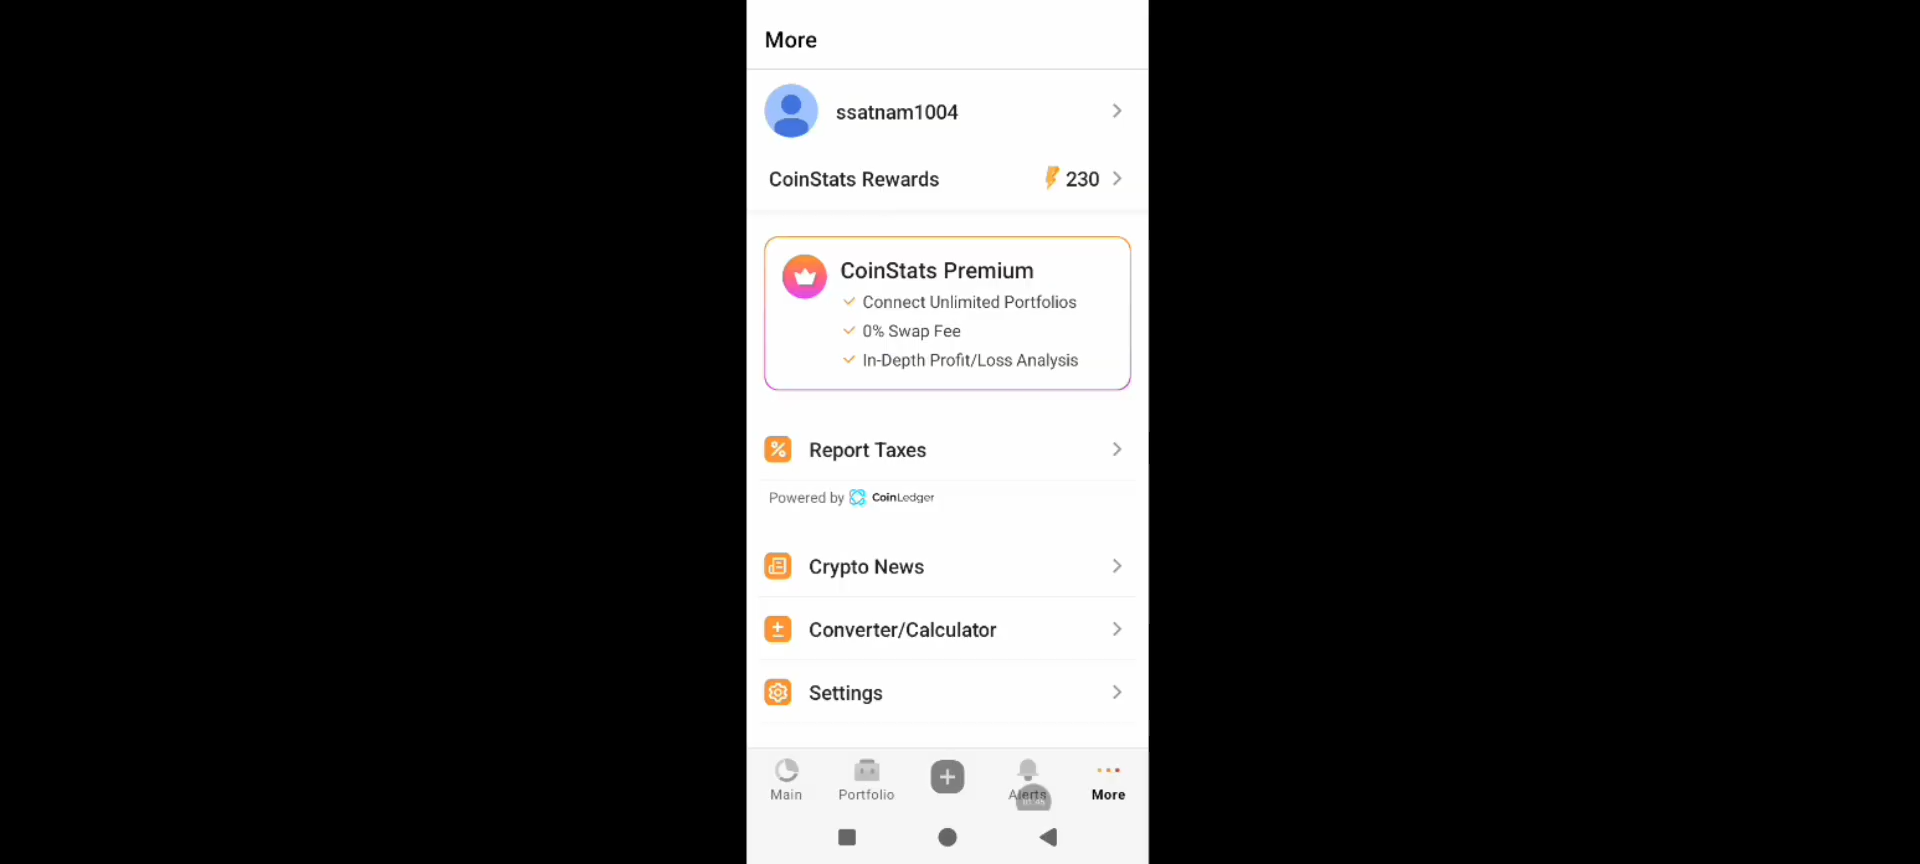 More
ssatnam1004
CoinStats Rewards 230
CoinStats Premium
Connect Unlimited Portfolios
0% Swap Fee
In-Depth Profit/Loss Analysis
Report Taxes
Powered by CoinLedger
Crypto News
Converter/Calculator
Settings
Main Portfolio Alerts More